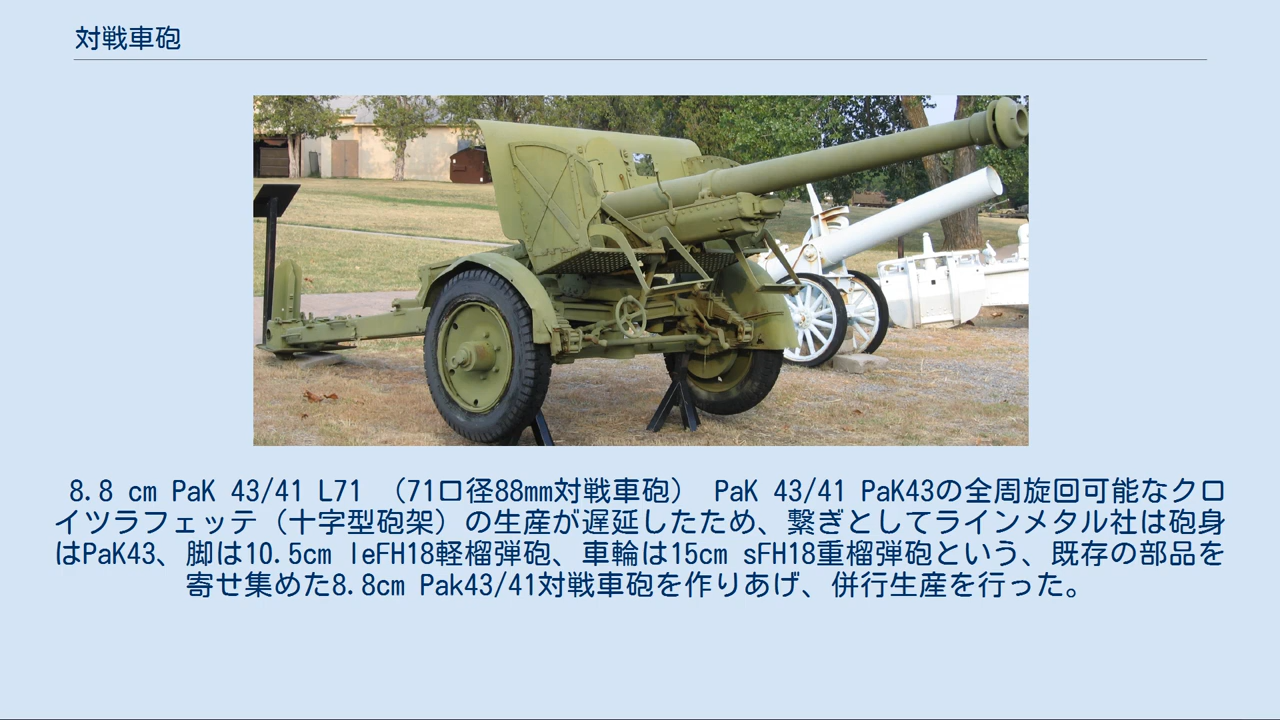 対戦車砲
8.8 cm PaK 43/41 L71 （71口径88mm対戦車砲） PaK 43/41 PaK43の全周旋回可能なクロ
イツラフェッテ（十字型砲架）の生産が遅延したため、繋ぎとしてラインメタル社は砲身
はPaK43、脚は10.5cm leFH18軽榴弾砲、車輪は15cm sFH18重榴弾砲という、既存の部品を
寄せ集めた8.8cm Pak43/41対戦車砲を作りあげ、併行生産を行った。